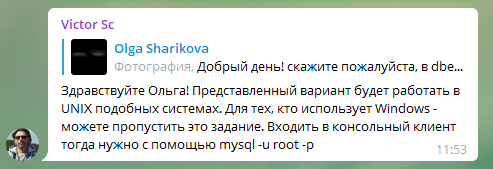 Victor Sc
Olga Sharikova
Фотография, Добрый день! скажите пожалуйста, в dbe...
Здравствуйте Ольга! Представленный вариант будет работать в
UNIX подобных системах. Для тех, кто использует Windows -
можете пропустить это задание. Входить в консольный клиент
тогда нужно с помощью mysql -u root -p
11:53